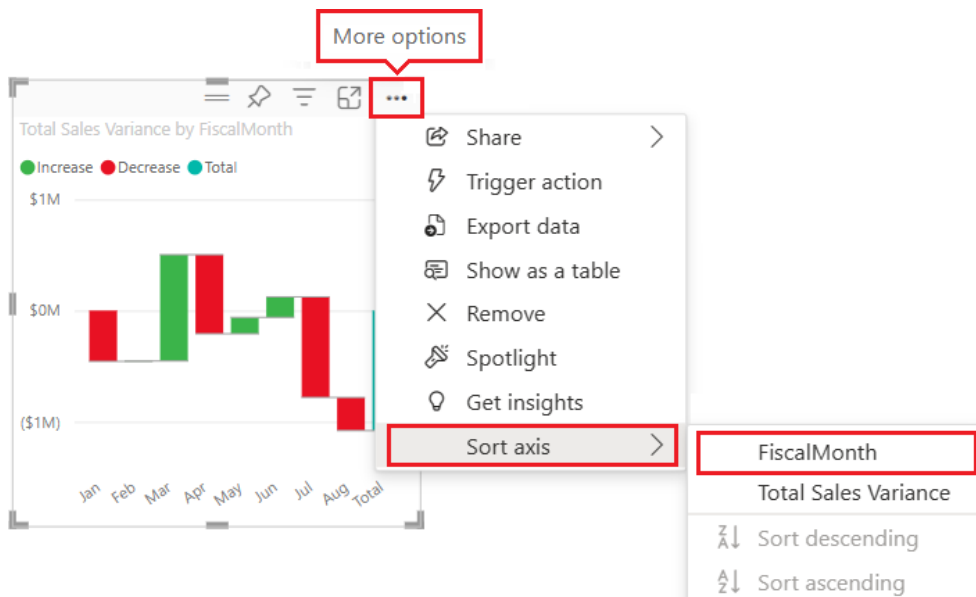 More options
Total Sales Variance by FiscalMonth
Increase Decrease Total
$1M
$0M
($1M)
Jan Feb Mar Apr May Jun Jul Aug Total
Share
Trigger action
Export data
Show as a table
Remove
Spotlight
Get insights
Sort axis
FiscalMonth
Total Sales Variance
Sort descending
Sort ascending